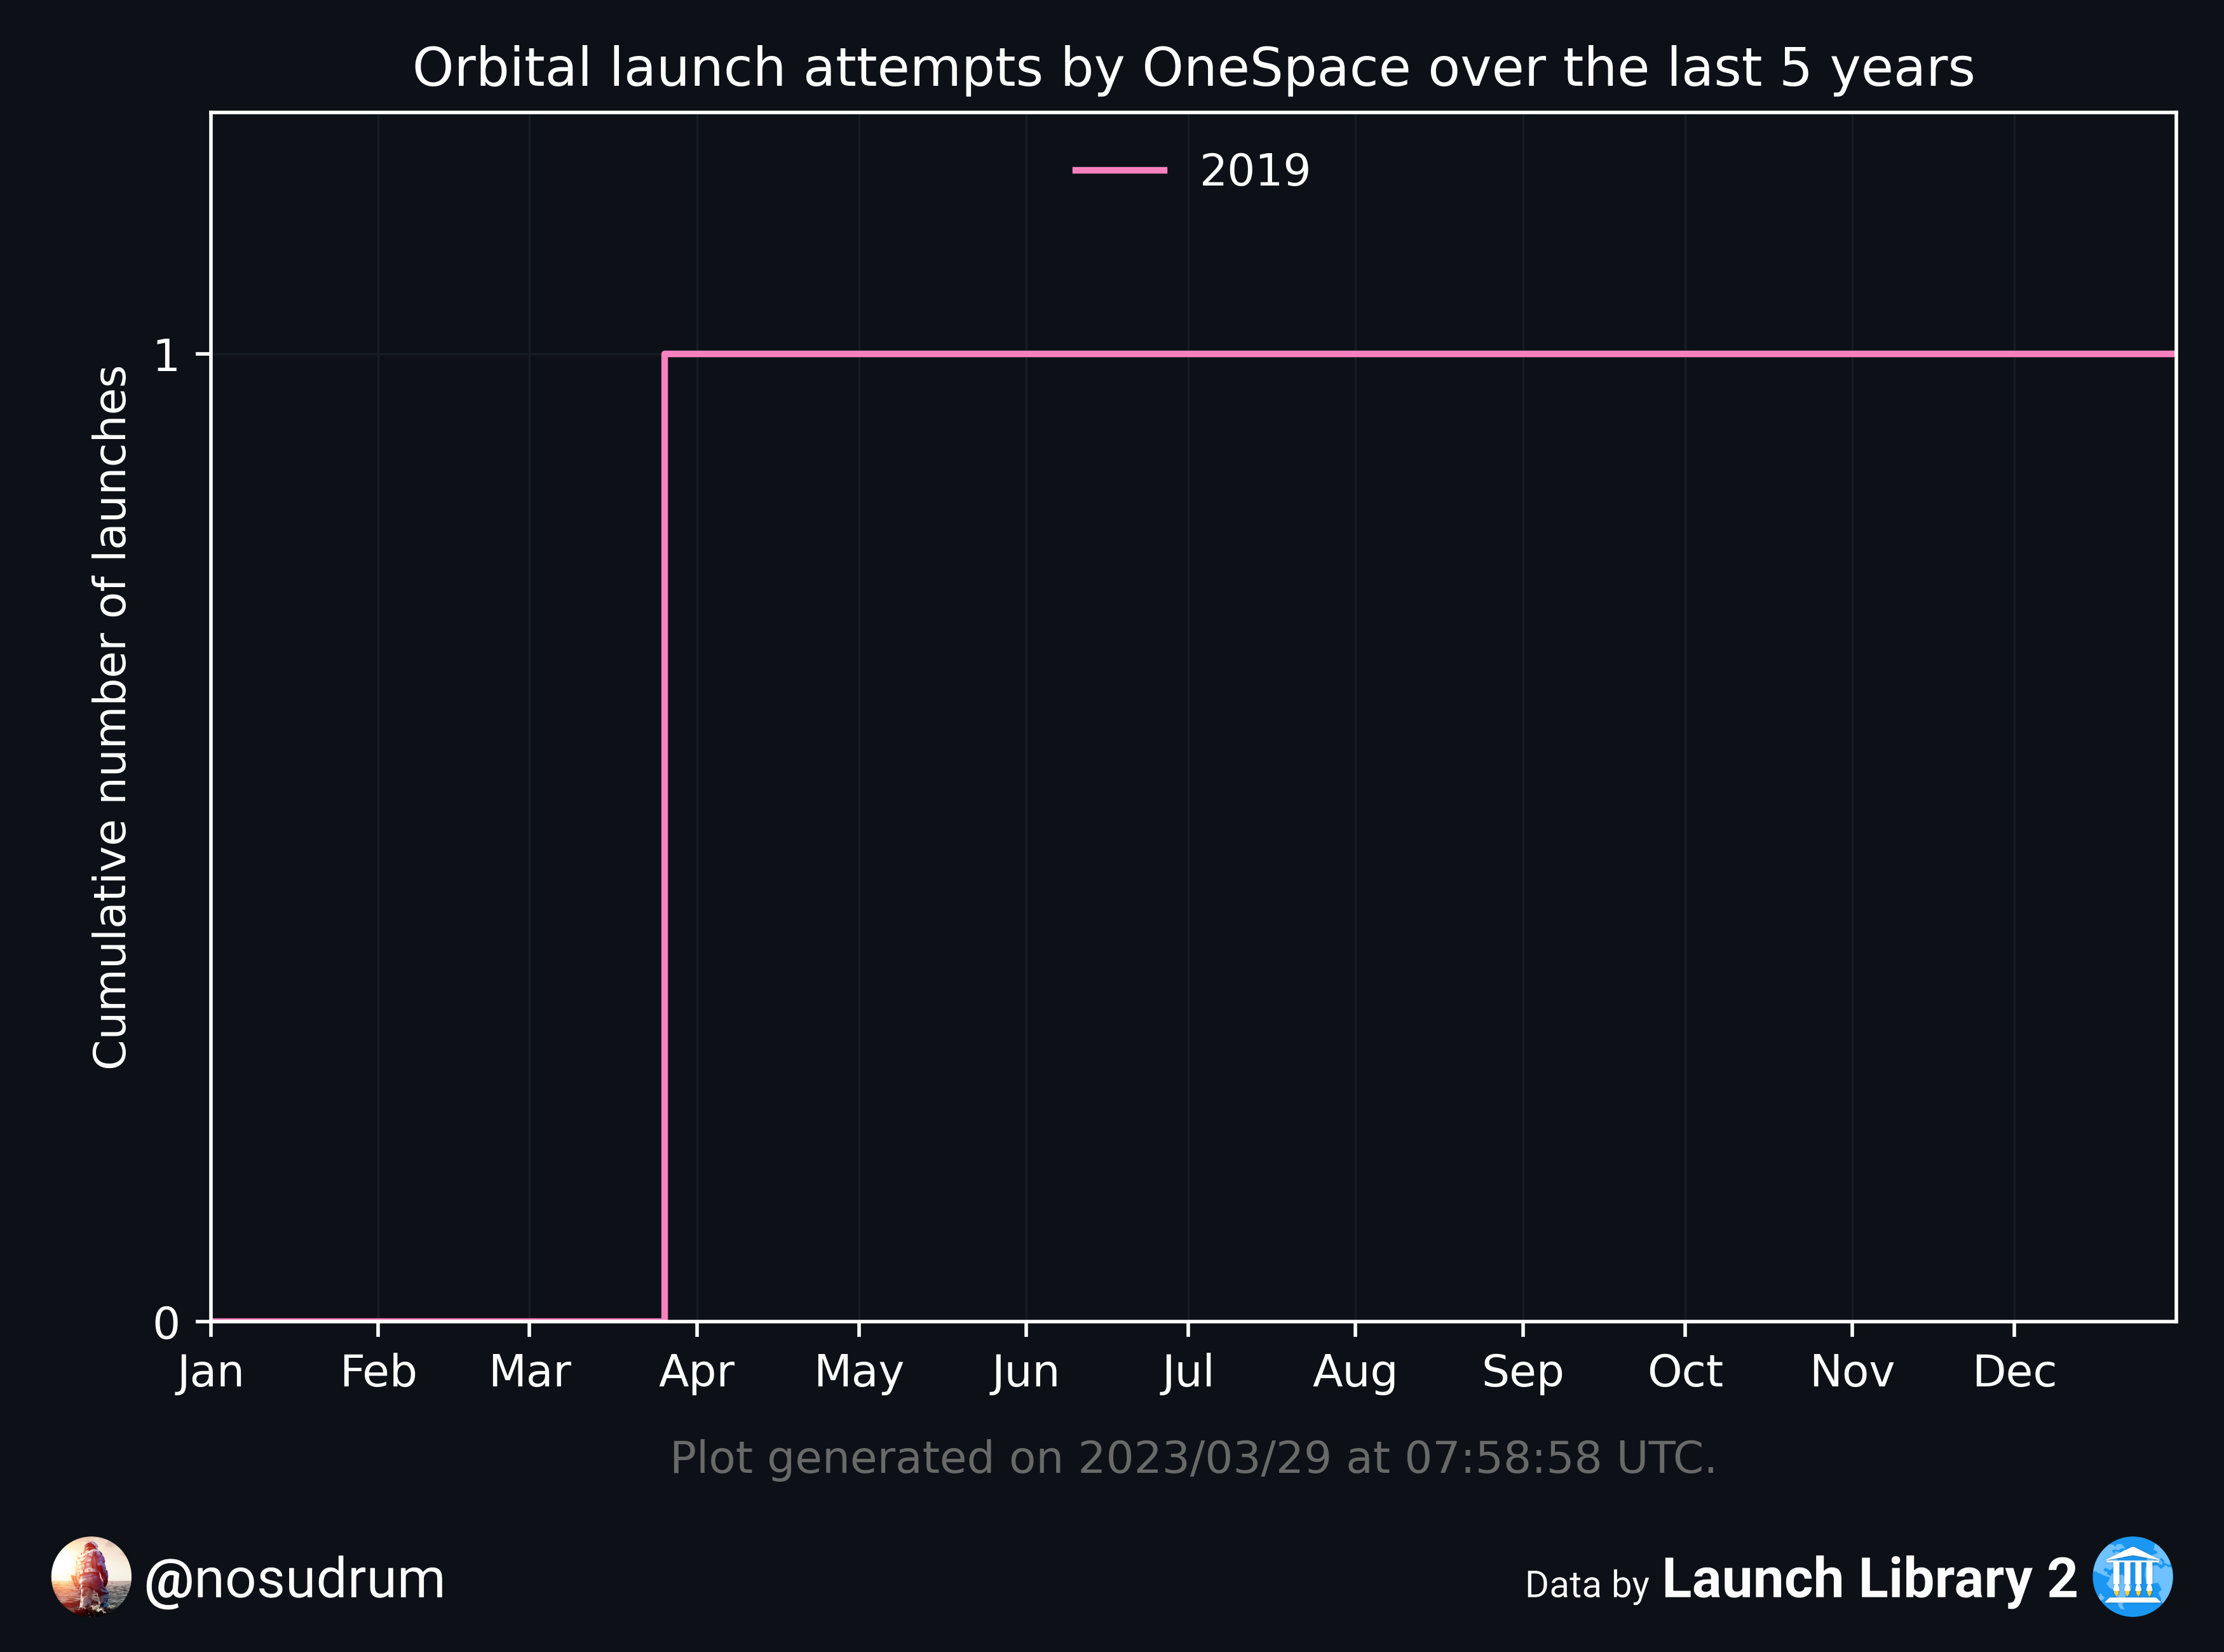 Orbital launch attempts by OneSpace over the last 5 years
2019
Cumulative number of launches
1
0
Jan Feb Mar Apr May Jun Jul Aug Sep Oct Nov Dec
Plot generated on 2023/03/29 at 07:58:58 UTC.
@nosudrum
Data by Launch Library 2